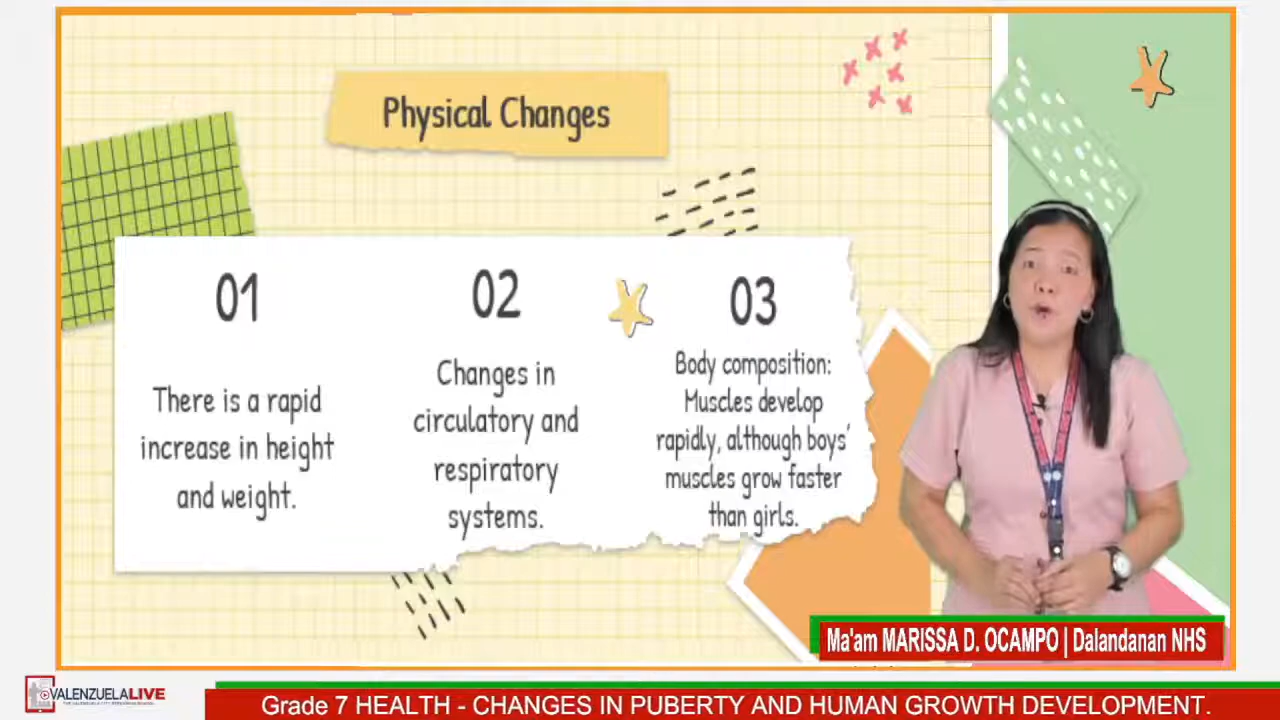 Physical Changes
01
There is a rapid
increase in height
and weight.
02
Changes in
circulatory and
respiratory
systems.
03
Body composition:
Muscles develop
rapidly, although boys'
muscles grow faster
than girls.
Ma'am MARISSA D. OCAMPO | Dalandanan NHS
VALENZUELALIVE
Grade 7 HEALTH - CHANGES IN PUBERTY AND HUMAN GROWTH DEVELOPMENT.